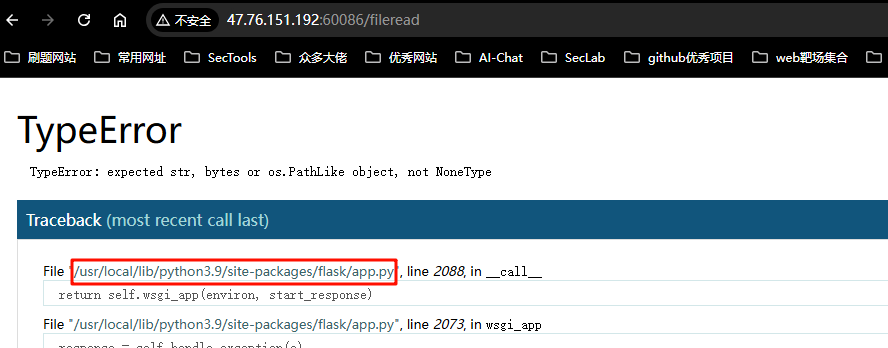 不安全 47.76.151.192:60086/fileread
刷题网站 常用网址 SecTools 众多大佬 优秀网站 AI-Chat SecLab github优秀项目 web靶场集合
TypeError
TypeError: expected str, bytes or os.PathLike object, not NoneType
Traceback (most recent call last)
File "/usr/local/lib/python3.9/site-packages/flask/app.py", line 2088, in __call__
return self.wsgi_app(environ, start_response)
File "/usr/local/lib/python3.9/site-packages/flask/app.py", line 2073, in wsgi_app
response = self.handle_exception(e)